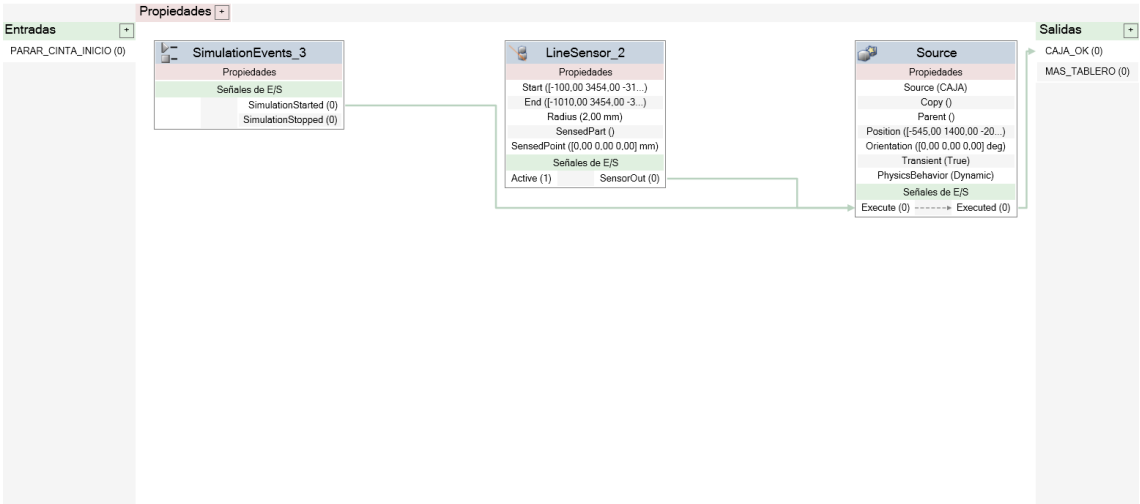 Propiedades +
Entradas +
PARAR_CINTA_INICIO (0)
SimulationEvents_3
Propiedades
Señales de E/S
SimulationStarted (0)
SimulationStopped (0)
LineSensor_2
Propiedades
Start ([-100,00 3454,00 -31...)
End ([-1010,00 3454,00 -3...)
Radius (2,00 mm)
SensedPart ()
SensedPoint ([0,00 0,00 0,00] mm)
Señales de E/S
Active (1) SensorOut (0)
Source
Propiedades
Source (CAJA)
Copy ()
Parent ()
Position ([-545,00 1400,00 -20...)
Orientation ([0,00 0,00 0,00] deg)
Transient (True)
PhysicsBehavior (Dynamic)
Señales de E/S
Execute (0) Executed (0)
Salidas +
CAJA_OK (0)
MAS_TABLERO (0)